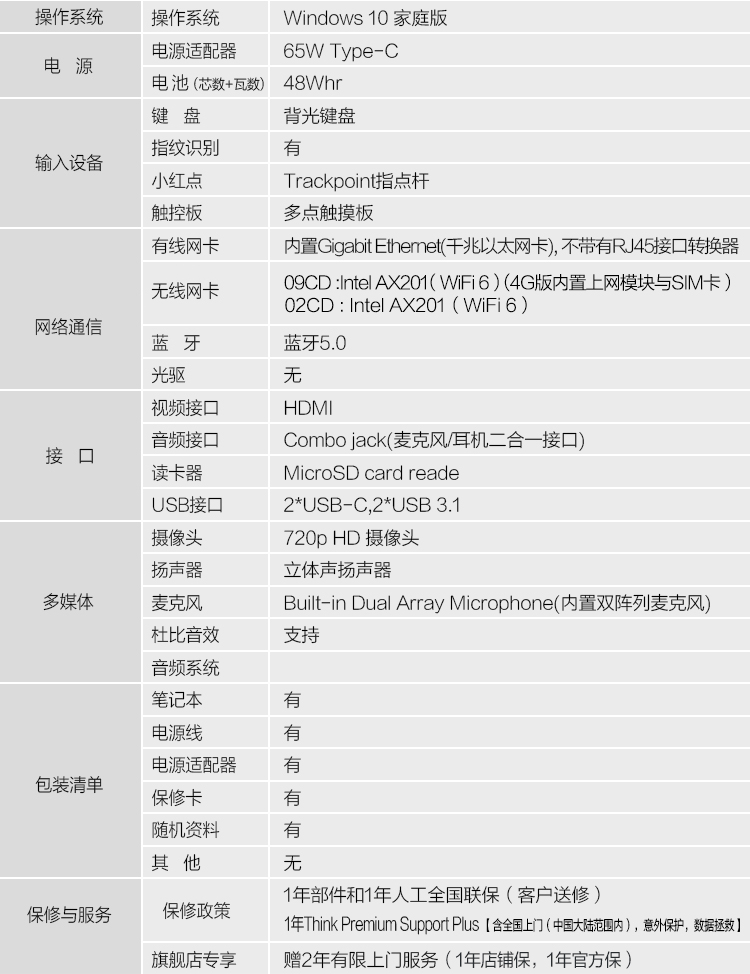 操作系统 操作系统 Windows 10 家庭版
电 源 电源适配器 65W Type-C
电池(芯数+瓦数) 48Whr
输入设备 键 盘 背光键盘
指纹识别 有
小红点 Trackpoint指点杆
触控板 多点触摸板
网络通信 有线网卡 内置Gigabit Ethernet(千兆以太网卡), 不带有RJ45接口转换器
无线网卡 09CD :Intel AX201( WiFi 6 )(4G版内置上网模块与SIM卡)
02CD : Intel AX201 ( WiFi 6 )
蓝 牙 蓝牙5.0
光驱 无
接 口 视频接口 HDMI
音频接口 Combo jack(麦克风/耳机二合一接口)
读卡器 MicroSD card reade
USB接口 2*USB-C,2*USB 3.1
多媒体 摄像头 720p HD 摄像头
扬声器 立体声扬声器
麦克风 Built-in Dual Array Microphone(内置双阵列麦克风)
杜比音效 支持
音频系统
包装清单 笔记本 有
电源线 有
电源适配器 有
保修卡 有
随机资料 有
其 他 无
保修与服务 保修政策 1年部件和1年人工全国联保(客户送修)
1年Think Premium Support Plus【含全国上门(中国大陆范围内),意外保护,数据拯救】
旗舰店专享 赠2年有限上门服务(1年店铺保,1年官方保)